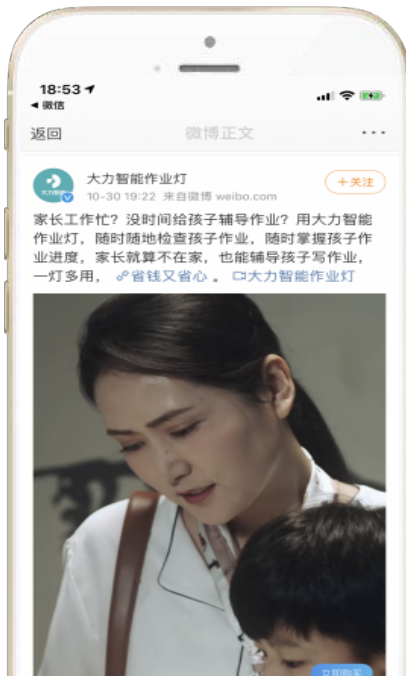 18:53
微信
返回
微博正文
大力智能作业灯
10-30 19:22 来自微博 weibo.com
+关注
家长工作忙？没时间给孩子辅导作业？用大力智能
作业灯，随时随地检查孩子作业，随时掌握孩子作
业进度，家长就算不在家，也能辅导孩子写作业，
一灯多用，省钱又省心 。大力智能作业灯
立即购买